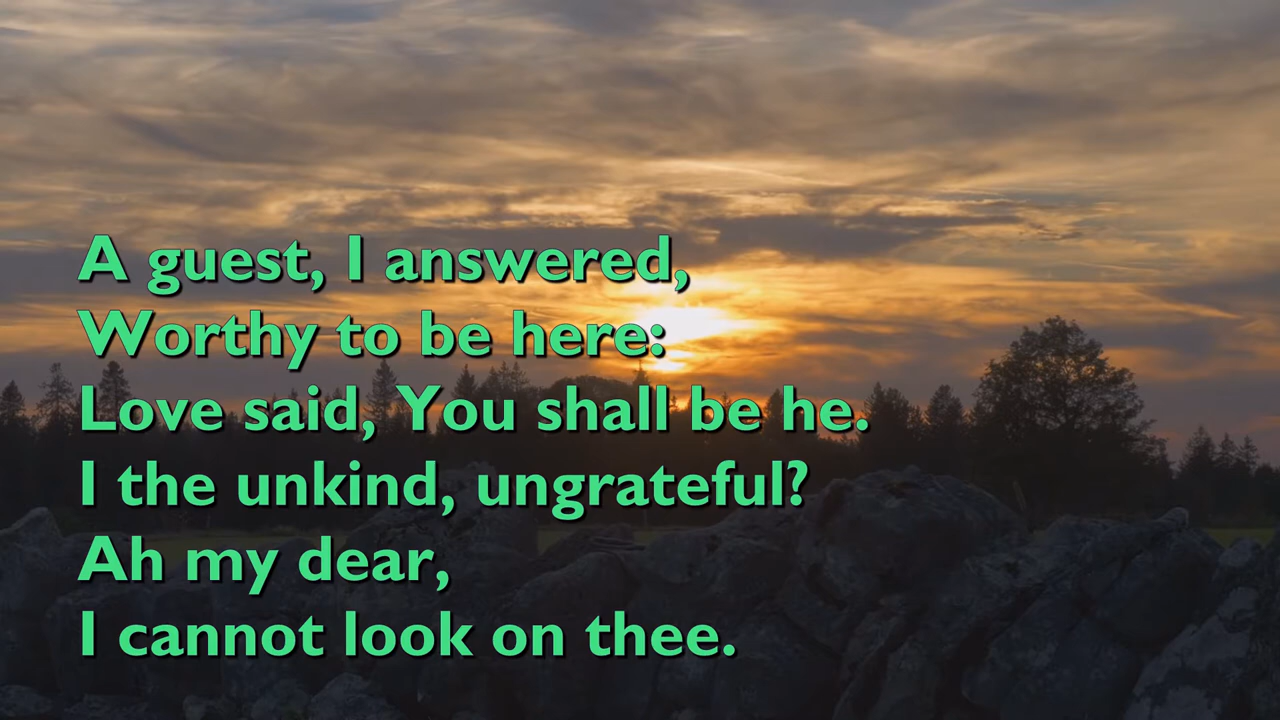 A guest, I answered,
Worthy to be here:
Love said, You shall be he.
I the unkind, ungrateful?
Ah my dear,
I cannot look on thee.